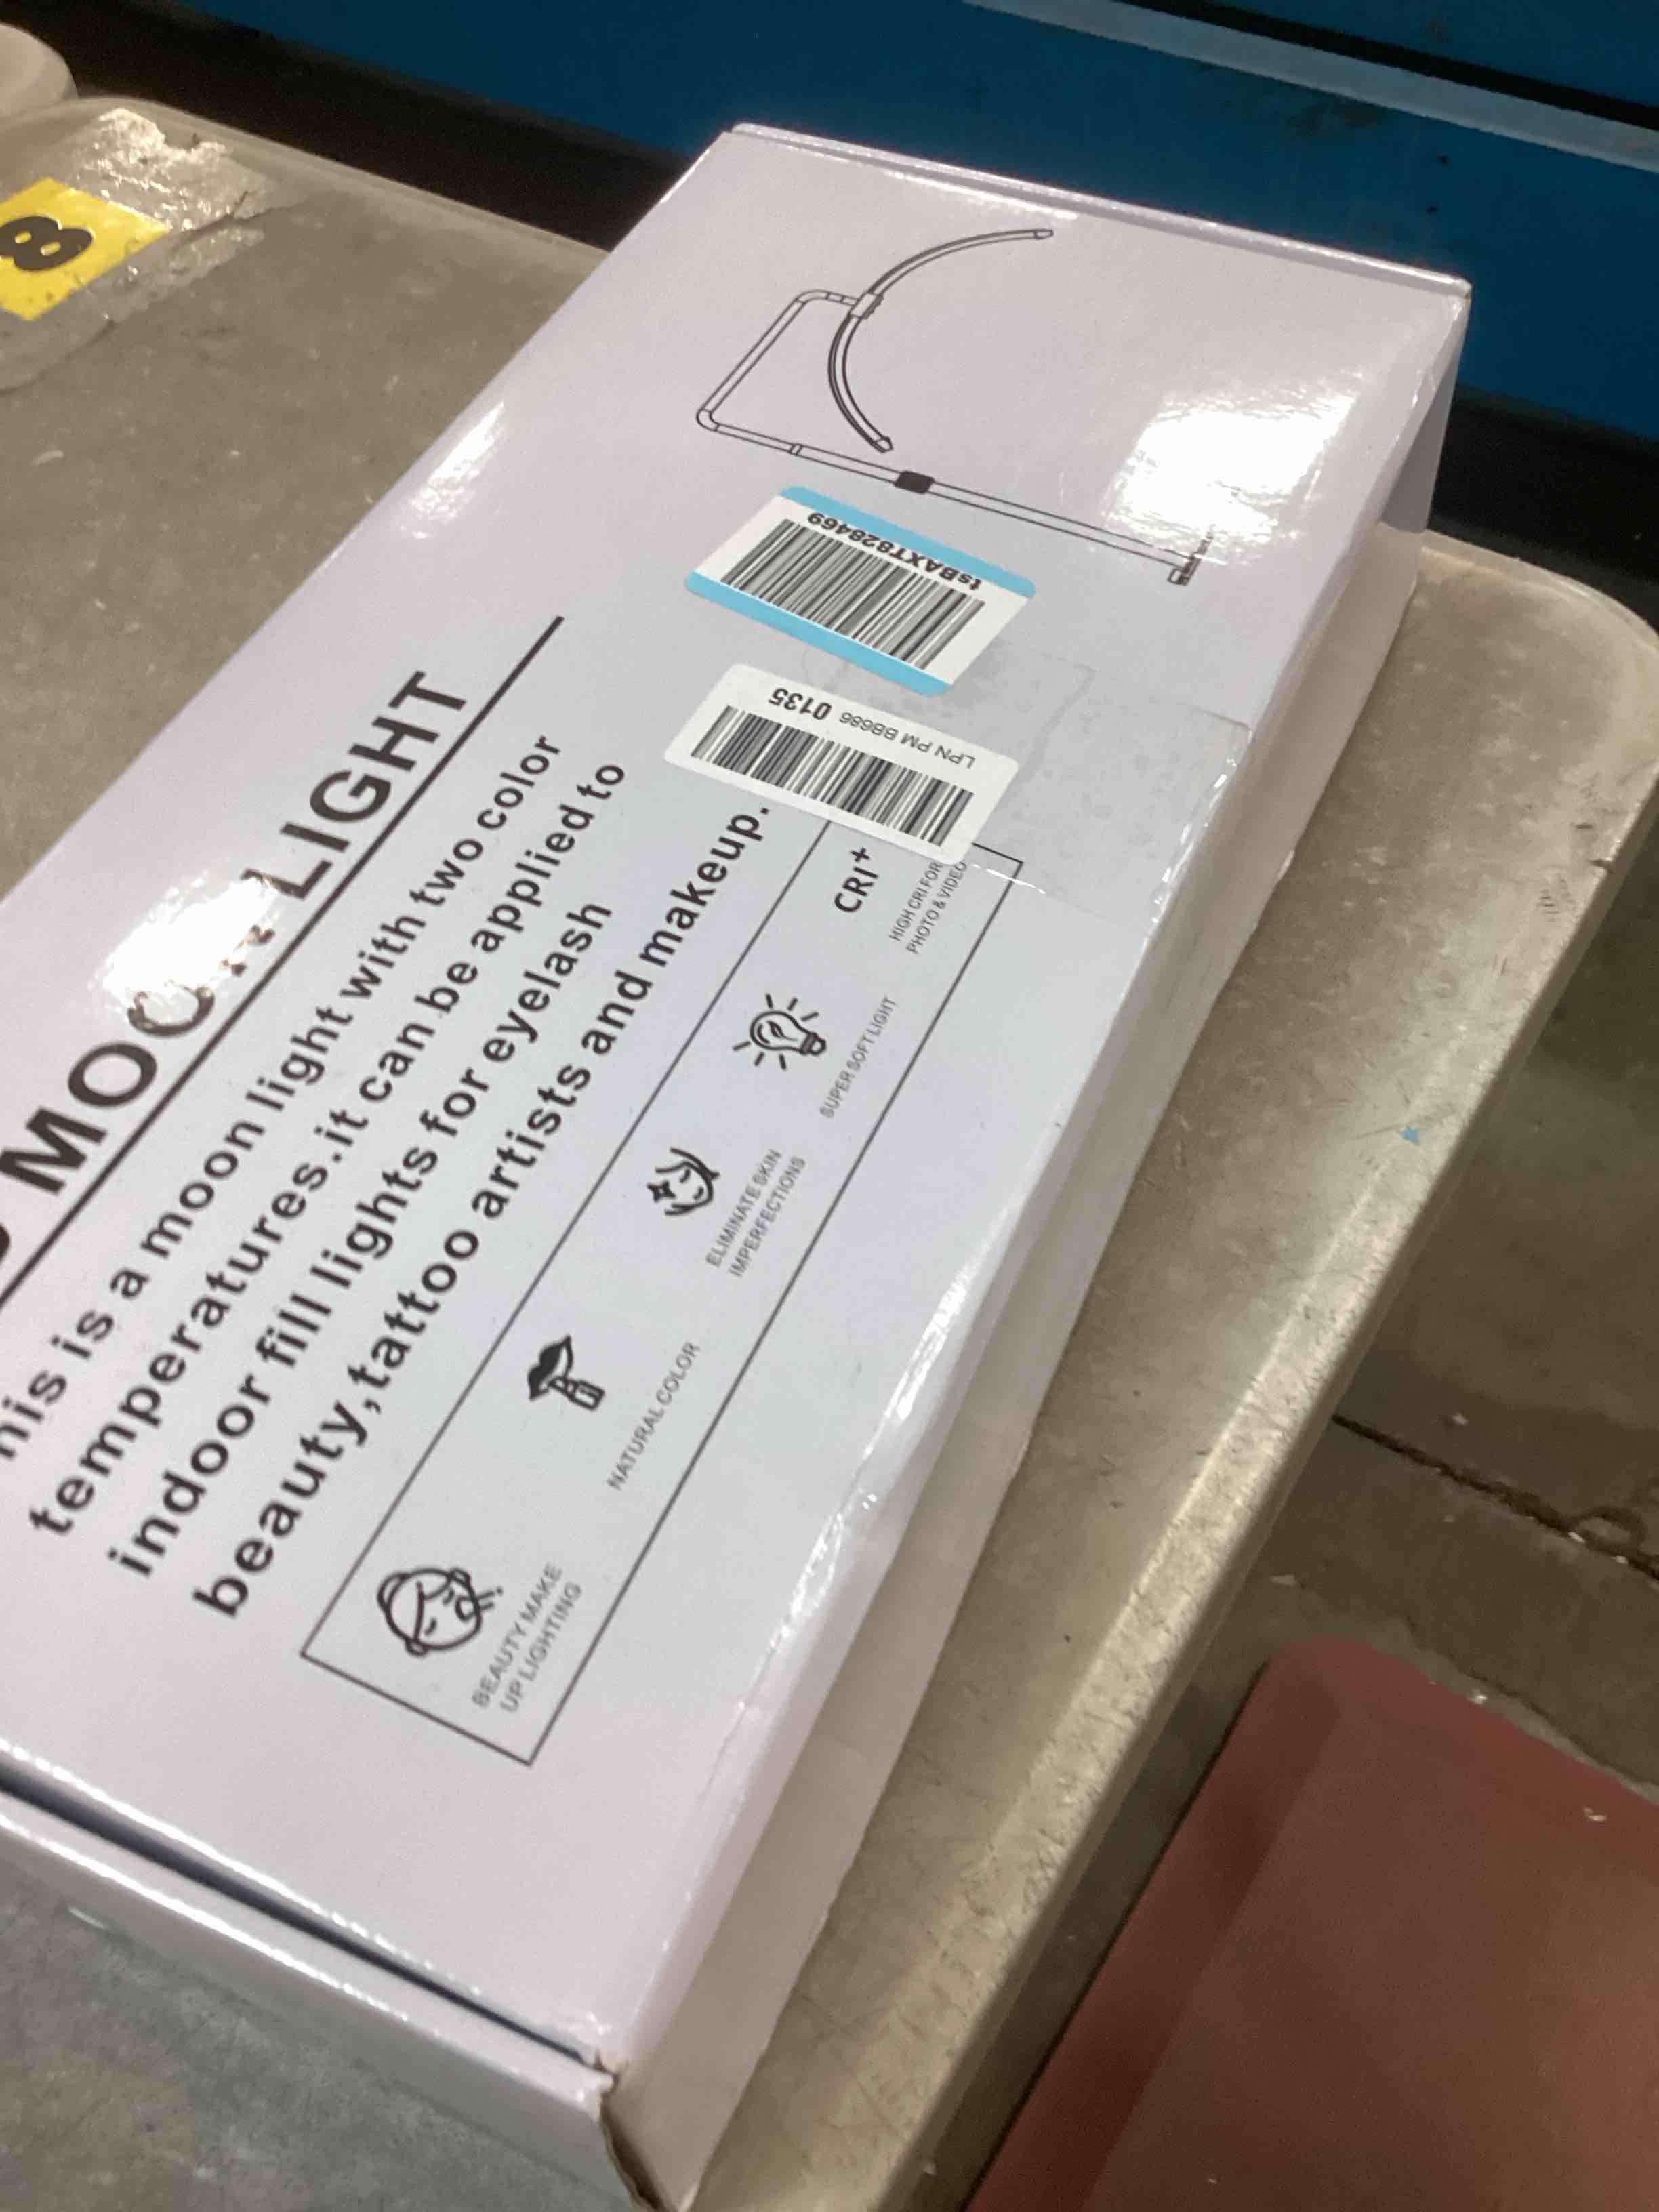 8
MOON LIGHT
his is a moon light with two color
temperatures.it can be applied to
indoor fill lights for eyelash
beauty,tattoo artists and makeup.
BEAUTY MAKE
UP LIGHTING
NATURAL COLOR
ELIMINATE SKIN
IMPERFECTIONS
SUPER SOFT LIGHT
CRI+
HIGH CRI FOR
PHOTO & VIDEO
LPN PM BB686 0135
tsBAXT828469